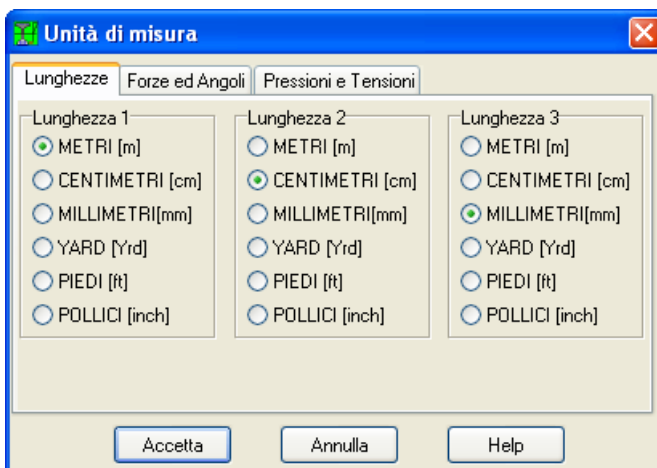 Unità di misura
Lunghezze Forze ed Angoli Pressioni e Tensioni
Lunghezza 1 Lunghezza 2 Lunghezza 3
METRI [m] METRI [m] METRI [m]
CENTIMETRI [cm] CENTIMETRI [cm] CENTIMETRI [cm]
MILLIMETRI[mm] MILLIMETRI[mm] MILLIMETRI[mm]
YARD [Yrd] YARD [Yrd] YARD [Yrd]
PIEDI [ft] PIEDI [ft] PIEDI [ft]
POLLICI [inch] POLLICI [inch] POLLICI [inch]
Accetta Annulla Help